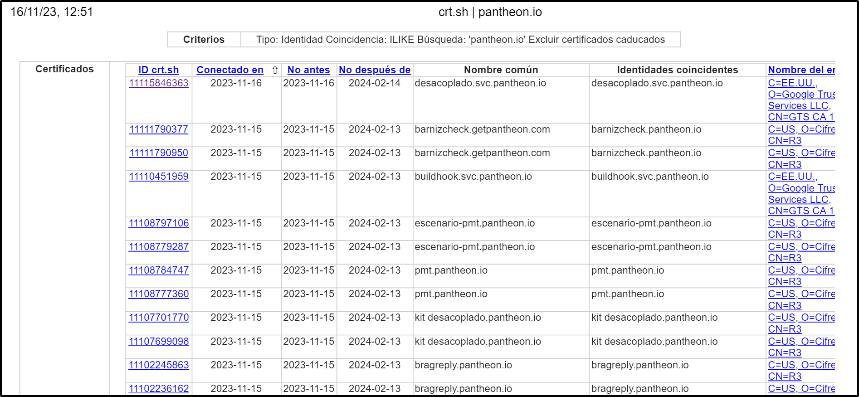 16/11/23, 12:51 crt.sh | pantheon.io
Criterios Tipo: Identidad Coincidencia: ILIKE Búsqueda: 'pantheon.io' Excluir certificados caducados
Certificados ID crt.sh Conectado en ⇧ No antes No después de Nombre común Identidades coincidentes Nombre del er
11115846363 2023-11-16 2023-11-16 2024-02-14 desacoplado.svc.pantheon.io desacoplado.svc.pantheon.io C=EE.UU.,
O=Google Trus
Services LLC,
CN=GTS CA 1
11111790377 2023-11-15 2023-11-15 2024-02-13 barnizcheck.getpantheon.com barnizcheck.pantheon.io C=US, O=Cifre
CN=R3
11111790950 2023-11-15 2023-11-15 2024-02-13 barnizcheck.getpantheon.com barnizcheck.pantheon.io C=US, O=Cifre
CN=R3
11110451959 2023-11-15 2023-11-15 2024-02-13 buildhook.svc.pantheon.io buildhook.svc.pantheon.io C=EE.UU.,
O=Google Trus
Services LLC,
CN=GTS CA 1
11108797106 2023-11-15 2023-11-15 2024-02-13 escenario-pmt.pantheon.io escenario-pmt.pantheon.io C=US, O=Cifre
CN=R3
11108779287 2023-11-15 2023-11-15 2024-02-13 escenario-pmt.pantheon.io escenario-pmt.pantheon.io C=US, O=Cifre
CN=R3
11108784747 2023-11-15 2023-11-15 2024-02-13 pmt.pantheon.io pmt.pantheon.io C=US, O=Cifre
CN=R3
11108777360 2023-11-15 2023-11-15 2024-02-13 pmt.pantheon.io pmt.pantheon.io C=US, O=Cifre
CN=R3
11107701770 2023-11-15 2023-11-15 2024-02-13 kit desacoplado.pantheon.io kit desacoplado.pantheon.io C=US, O=Cifre
CN=R3
11107699098 2023-11-15 2023-11-15 2024-02-13 kit desacoplado.pantheon.io kit desacoplado.pantheon.io C=US, O=Cifre
CN=R3
11102245863 2023-11-15 2023-11-15 2024-02-13 bragreply.pantheon.io bragreply.pantheon.io C=US, O=Cifre
CN=R3
11102236162 2023-11-15 2023-11-15 2024-02-13 bragreply.pantheon.io bragreply.pantheon.io C=US, O=Cifre